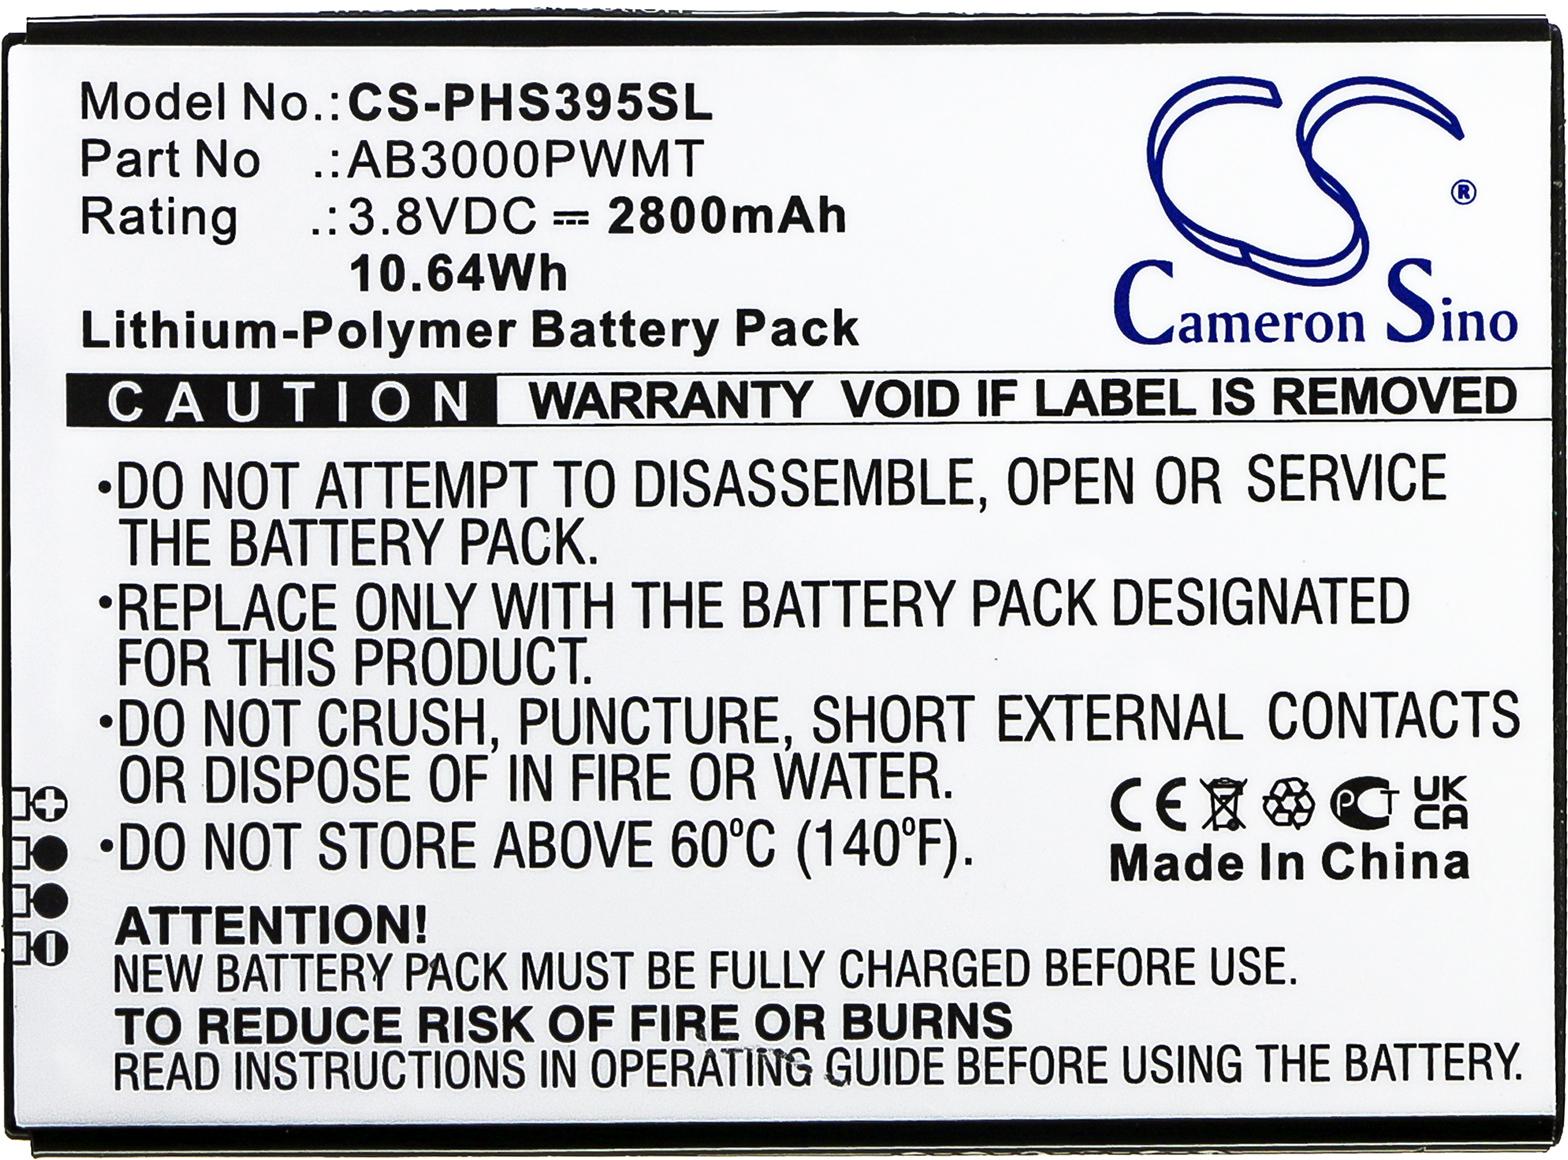 Model No.:CS-PHS395SL
Part No .:AB3000PWMT
Rating .:3.8VDC ⎓ 2800mAh
10.64Wh
Lithium-Polymer Battery Pack
CS®
Cameron Sino
CAUTION WARRANTY VOID IF LABEL IS REMOVED
•DO NOT ATTEMPT TO DISASSEMBLE, OPEN OR SERVICE
THE BATTERY PACK.
•REPLACE ONLY WITH THE BATTERY PACK DESIGNATED
FOR THIS PRODUCT.
•DO NOT CRUSH, PUNCTURE, SHORT EXTERNAL CONTACTS
OR DISPOSE OF IN FIRE OR WATER.
•DO NOT STORE ABOVE 60ºC (140ºF).
CE PCT UK
CA
Made In China
ATTENTION!
NEW BATTERY PACK MUST BE FULLY CHARGED BEFORE USE.
TO REDUCE RISK OF FIRE OR BURNS
READ INSTRUCTIONS IN OPERATING GUIDE BEFORE USING THE BATTERY.